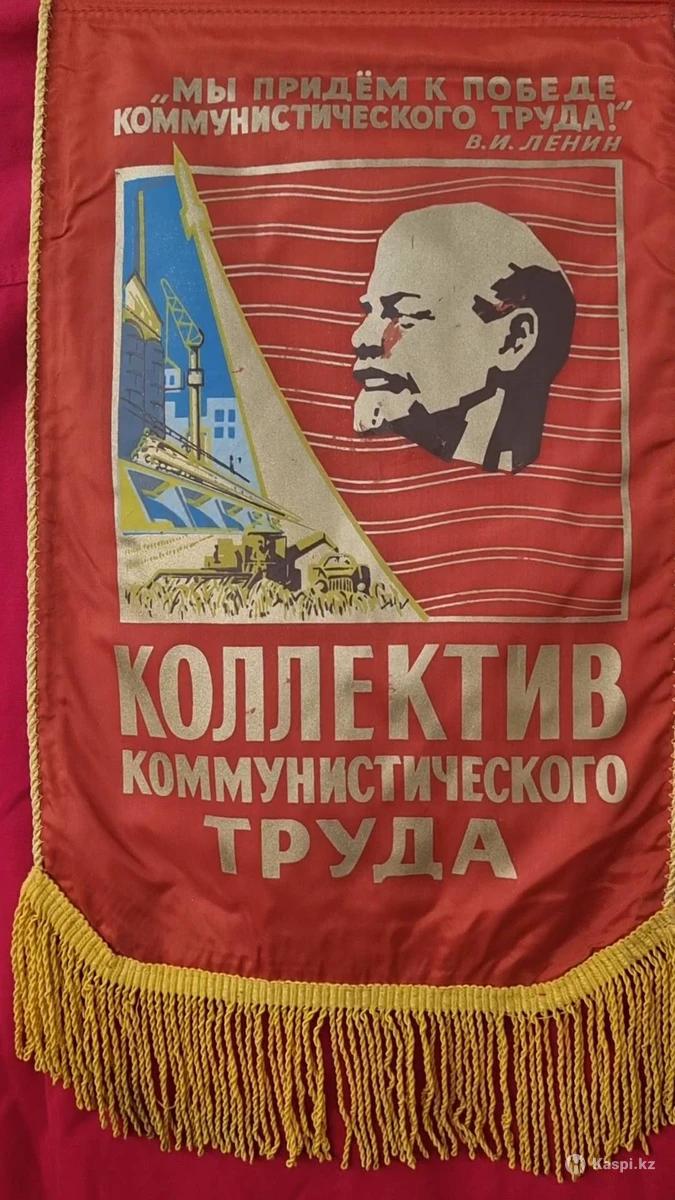 „МЫ ПРИДЁМ К ПОБЕДЕ
КОММУНИСТИЧЕСКОГО ТРУДА!"
В.И. ЛЕНИН
КОЛЛЕКТИВ
КОММУНИСТИЧЕСКОГО
ТРУДА
Kaspi.kz